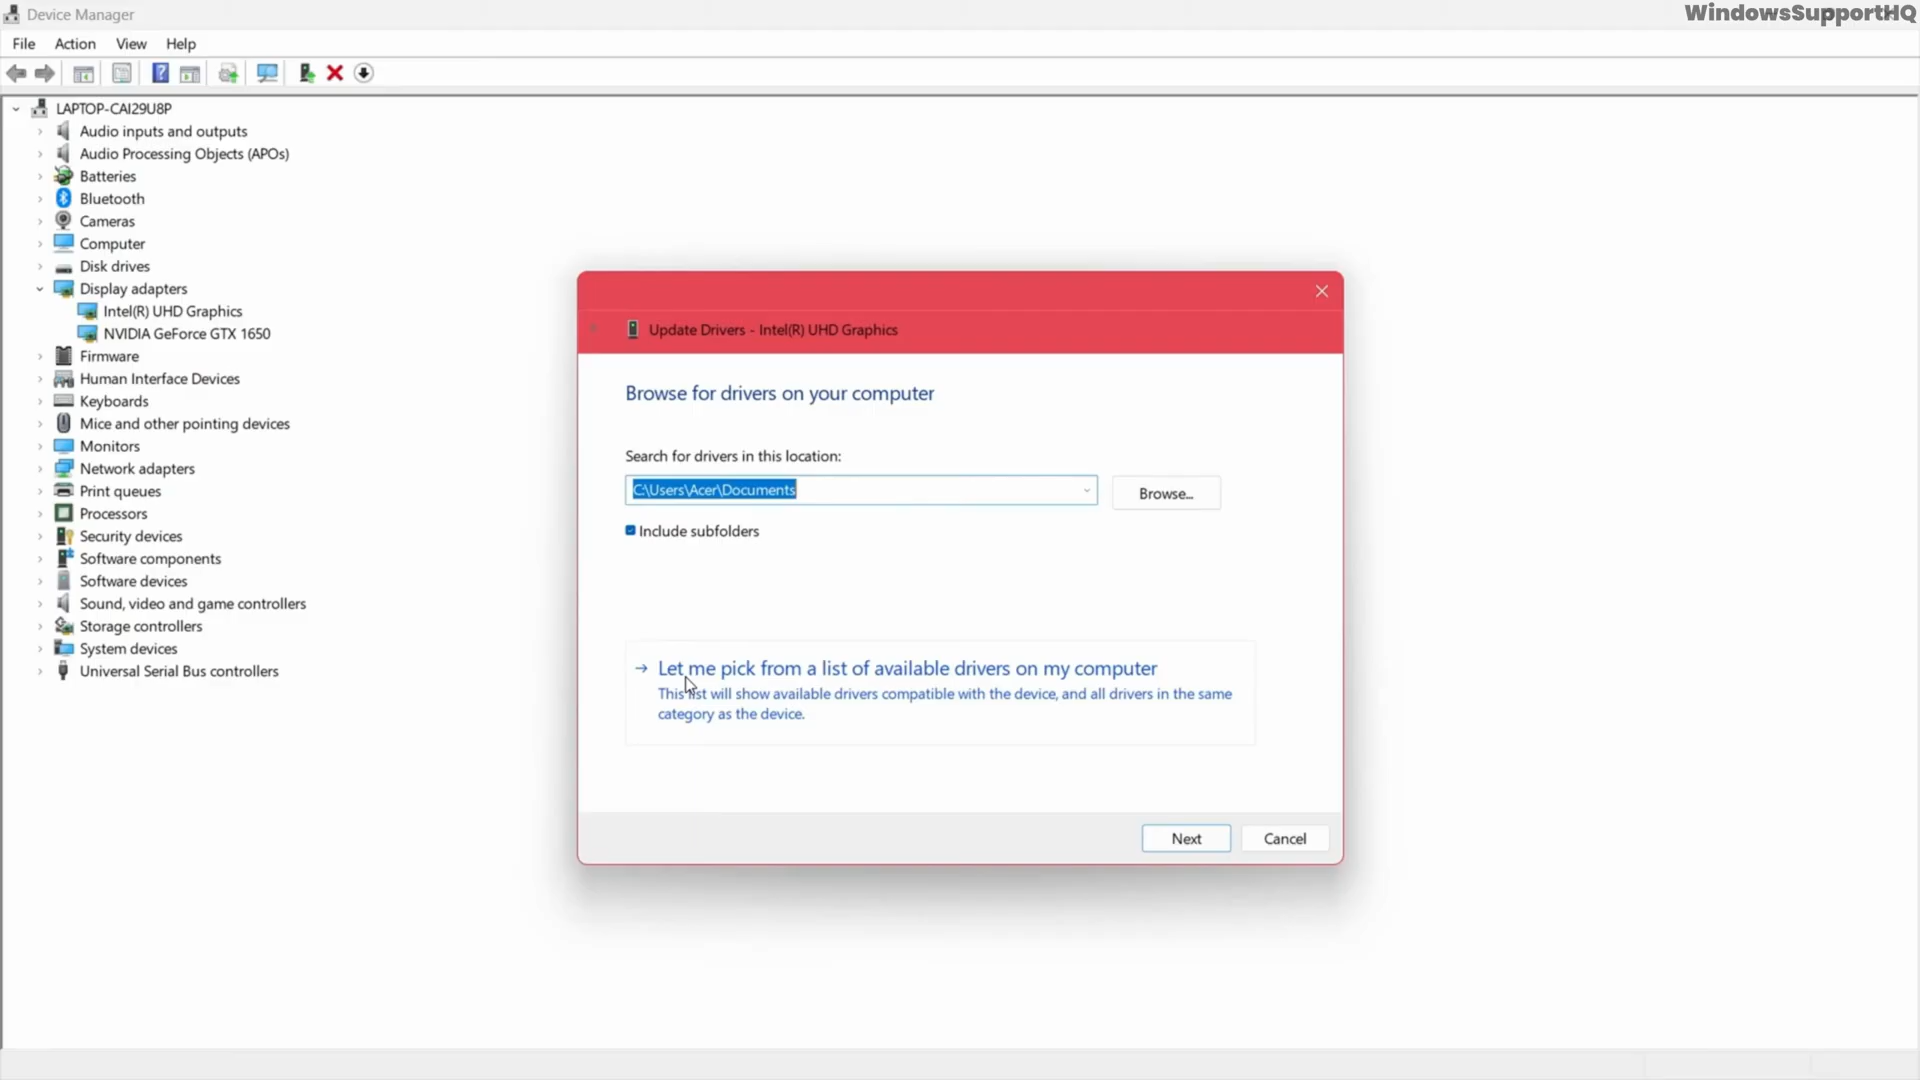 Device Manager
WindowsSupportHQ
File Action View Help
LAPTOP-CAI29U8P
Audio inputs and outputs
Audio Processing Objects (APOs)
Batteries
Bluetooth
Cameras
Computer
Disk drives
Display adapters
Intel(R) UHD Graphics
NVIDIA GeForce GTX 1650
Firmware
Human Interface Devices
Keyboards
Mice and other pointing devices
Monitors
Network adapters
Print queues
Processors
Security devices
Software components
Software devices
Sound, video and game controllers
Storage controllers
System devices
Universal Serial Bus controllers
Update Drivers - Intel(R) UHD Graphics
Browse for drivers on your computer
Search for drivers in this location:
C:\Users\Acer\Documents
Browse...
Include subfolders
Let me pick from a list of available drivers on my computer
This list will show available drivers compatible with the device, and all drivers in the same
category as the device.
Next
Cancel